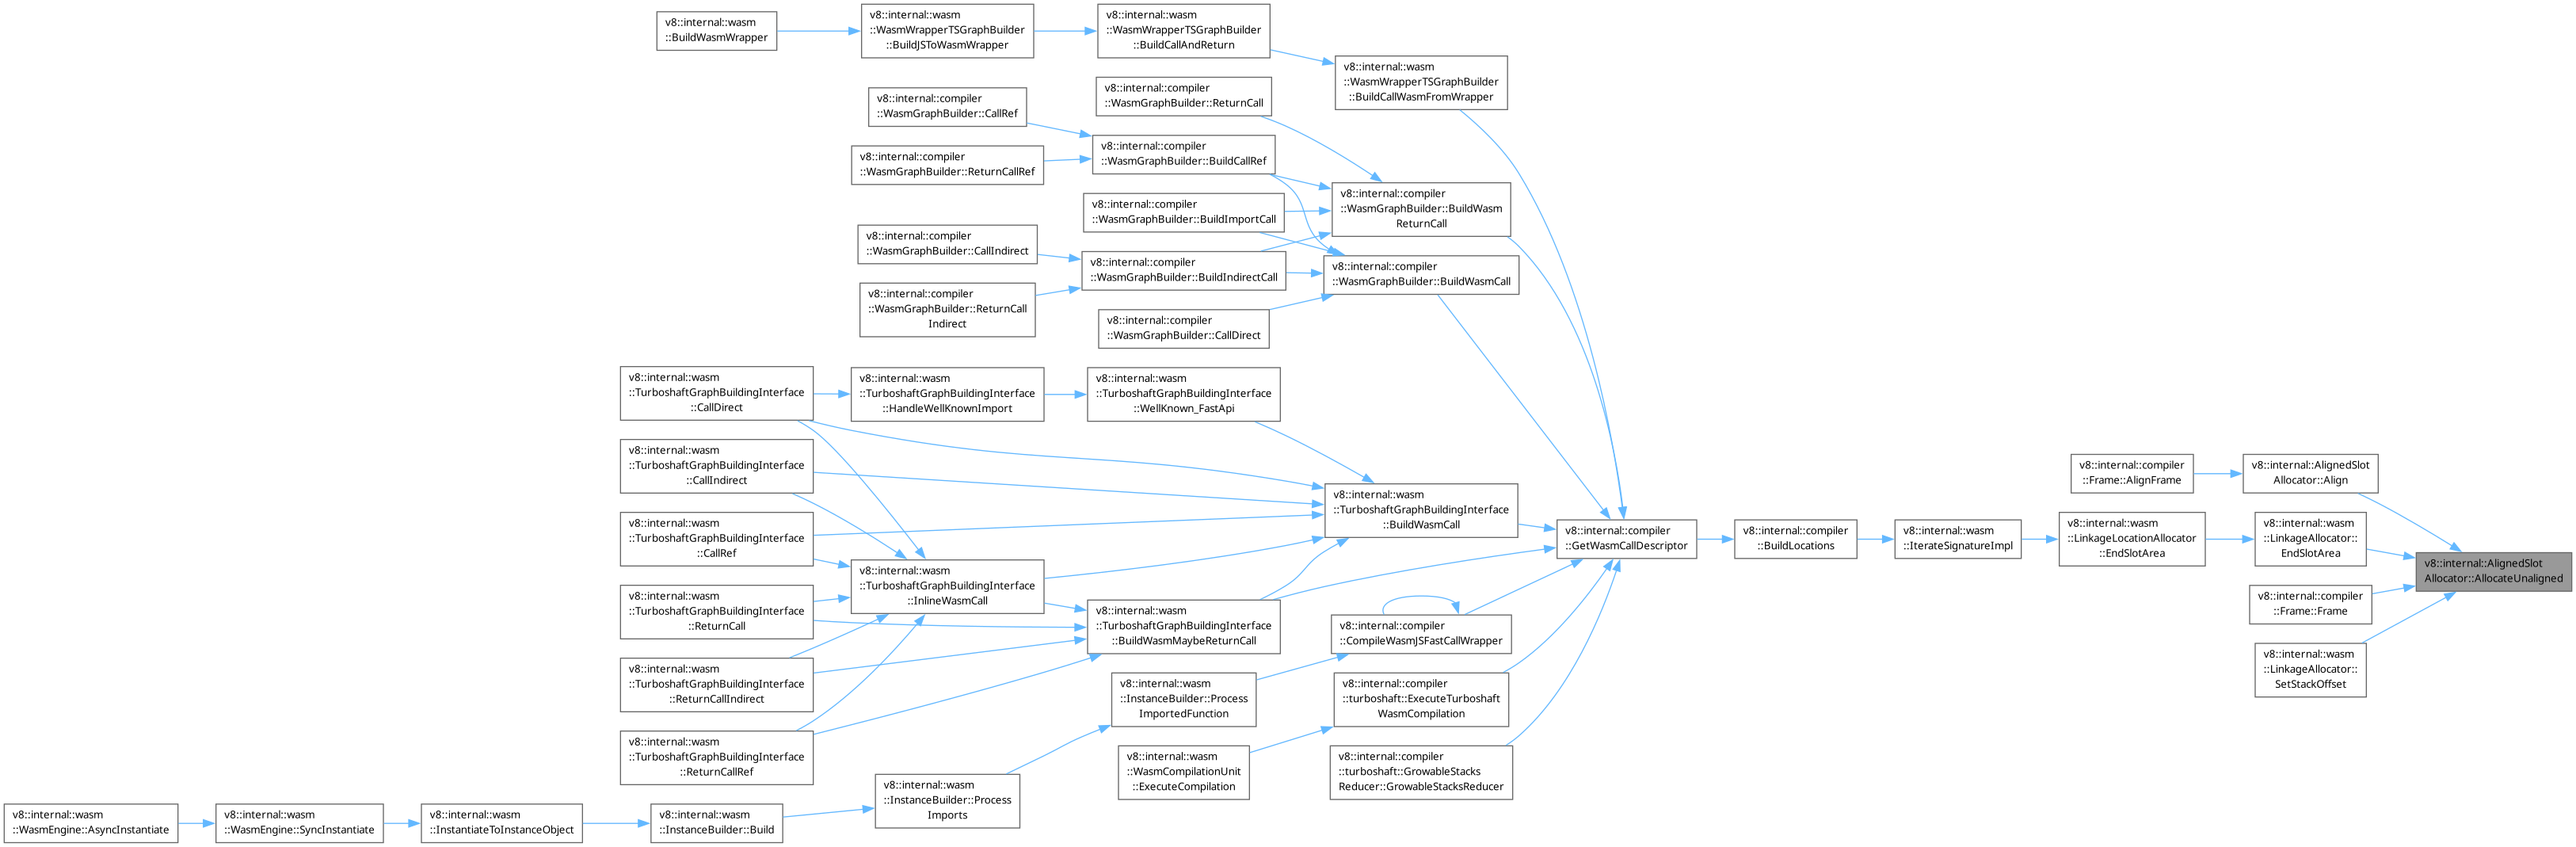 v8::internal::wasm
::BuildWasmWrapper
v8::internal::wasm
::WasmWrapperTSGraphBuilder
::BuildJSToWasmWrapper
v8::internal::wasm
::WasmWrapperTSGraphBuilder
::BuildCallAndReturn
v8::internal::wasm
::WasmWrapperTSGraphBuilder
::BuildCallWasmFromWrapper
v8::internal::compiler
::WasmGraphBuilder::ReturnCall
v8::internal::compiler
::WasmGraphBuilder::CallRef
v8::internal::compiler
::WasmGraphBuilder::BuildCallRef
v8::internal::compiler
::WasmGraphBuilder::ReturnCallRef
v8::internal::compiler
::WasmGraphBuilder::BuildWasm
ReturnCall
v8::internal::compiler
::WasmGraphBuilder::BuildImportCall
v8::internal::compiler
::WasmGraphBuilder::CallIndirect
v8::internal::compiler
::WasmGraphBuilder::BuildIndirectCall
v8::internal::compiler
::WasmGraphBuilder::BuildWasmCall
v8::internal::compiler
::WasmGraphBuilder::ReturnCall
Indirect
v8::internal::compiler
::WasmGraphBuilder::CallDirect
v8::internal::wasm
::TurboshaftGraphBuildingInterface
::CallDirect
v8::internal::wasm
::TurboshaftGraphBuildingInterface
::HandleWellKnownImport
v8::internal::wasm
::TurboshaftGraphBuildingInterface
::WellKnown_FastApi
v8::internal::wasm
::TurboshaftGraphBuildingInterface
::CallIndirect
v8::internal::wasm
::TurboshaftGraphBuildingInterface
::BuildWasmCall
v8::internal::wasm
::TurboshaftGraphBuildingInterface
::CallRef
v8::internal::wasm
::TurboshaftGraphBuildingInterface
::InlineWasmCall
v8::internal::wasm
::TurboshaftGraphBuildingInterface
::ReturnCall
v8::internal::wasm
::TurboshaftGraphBuildingInterface
::BuildWasmMaybeReturnCall
v8::internal::wasm
::TurboshaftGraphBuildingInterface
::ReturnCallIndirect
v8::internal::wasm
::TurboshaftGraphBuildingInterface
::ReturnCallRef
v8::internal::compiler
::GetWasmCallDescriptor
v8::internal::compiler
::BuildLocations
v8::internal::wasm
::IterateSignatureImpl
v8::internal::compiler
::Frame::AlignFrame
v8::internal::AlignedSlot
Allocator::Align
v8::internal::wasm
::LinkageLocationAllocator
::EndSlotArea
v8::internal::wasm
::LinkageAllocator::
EndSlotArea
v8::internal::AlignedSlot
Allocator::AllocateUnaligned
v8::internal::compiler
::Frame::Frame
v8::internal::wasm
::LinkageAllocator::
SetStackOffset
v8::internal::compiler
::CompileWasmJSFastCallWrapper
v8::internal::wasm
::InstanceBuilder::Process
ImportedFunction
v8::internal::compiler
::turboshaft::ExecuteTurboshaft
WasmCompilation
v8::internal::wasm
::WasmCompilationUnit
::ExecuteCompilation
v8::internal::compiler
::turboshaft::GrowableStacks
Reducer::GrowableStacksReducer
v8::internal::wasm
::WasmEngine::AsyncInstantiate
v8::internal::wasm
::WasmEngine::SyncInstantiate
v8::internal::wasm
::InstantiateToInstanceObject
v8::internal::wasm
::InstanceBuilder::Build
v8::internal::wasm
::InstanceBuilder::Process
Imports